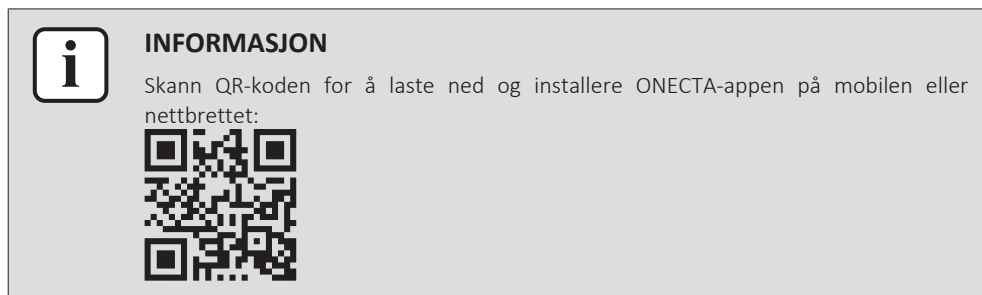 i
INFORMASJON
Skann QR-koden for å laste ned og installere ONECTA-appen på mobilen eller
nettbrettet: